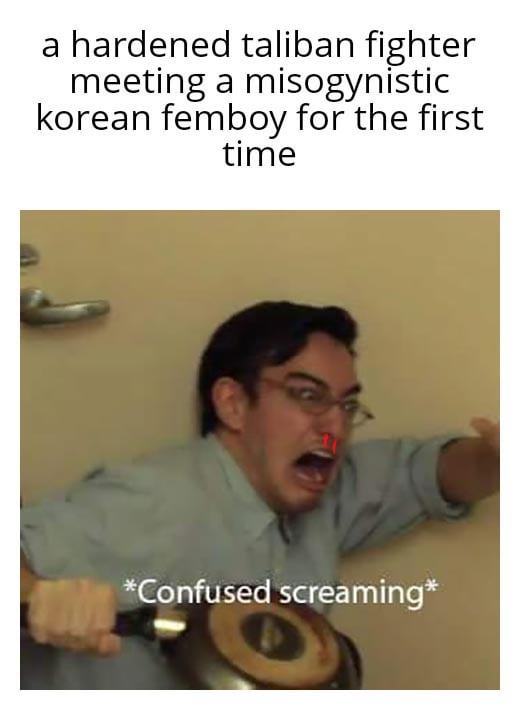 a hardened taliban fighter
meeting a misogynistic
korean femboy for the first
time
*Confused screaming*